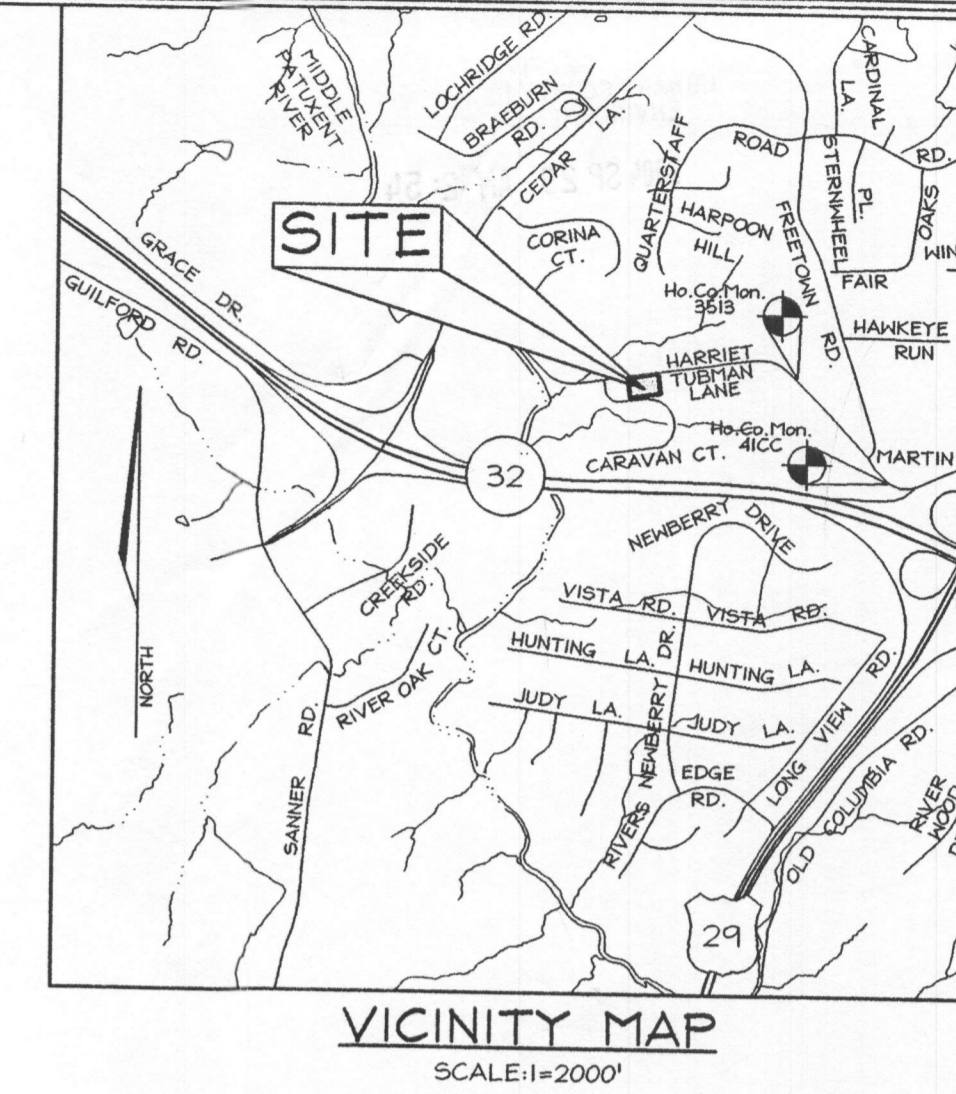 MIDDLE
PATUXENT
RIVER
LOCHRIDGE RD.
BRAEBURN
RD.
CEDAR LA.
CARDINAL
LA.
QUARTERSTAFF
ROAD
RD.
STERNWHEEL
PL.
OAKS
SITE
CORINA
CT.
HARPOON
HILL
FREETOWN
RD.
FAIR
WIN
GRACE DR.
GUILFORD
RD.
Ho.Co.Mon.
3513
HAWKEYE
RUN
HARRIET
TUBMAN
LANE
Ho.Co.Mon.
41CC
CARAVAN CT.
MARTIN
32
NEWBERRY DRIVE
CREEKSIDE
RD.
VISTA RD.
VISTA RD.
HUNTING LA.
HUNTING LA.
RIVER OAK CT.
NORTH
JUDY LA.
JUDY LA.
NEWBERRY DR.
SANNER RD.
RIVERS
EDGE
RD.
LONG VIEW RD.
OLD COLUMBIA RD.
RIVER
WOOD
29
VICINITY MAP
SCALE:1=2000'